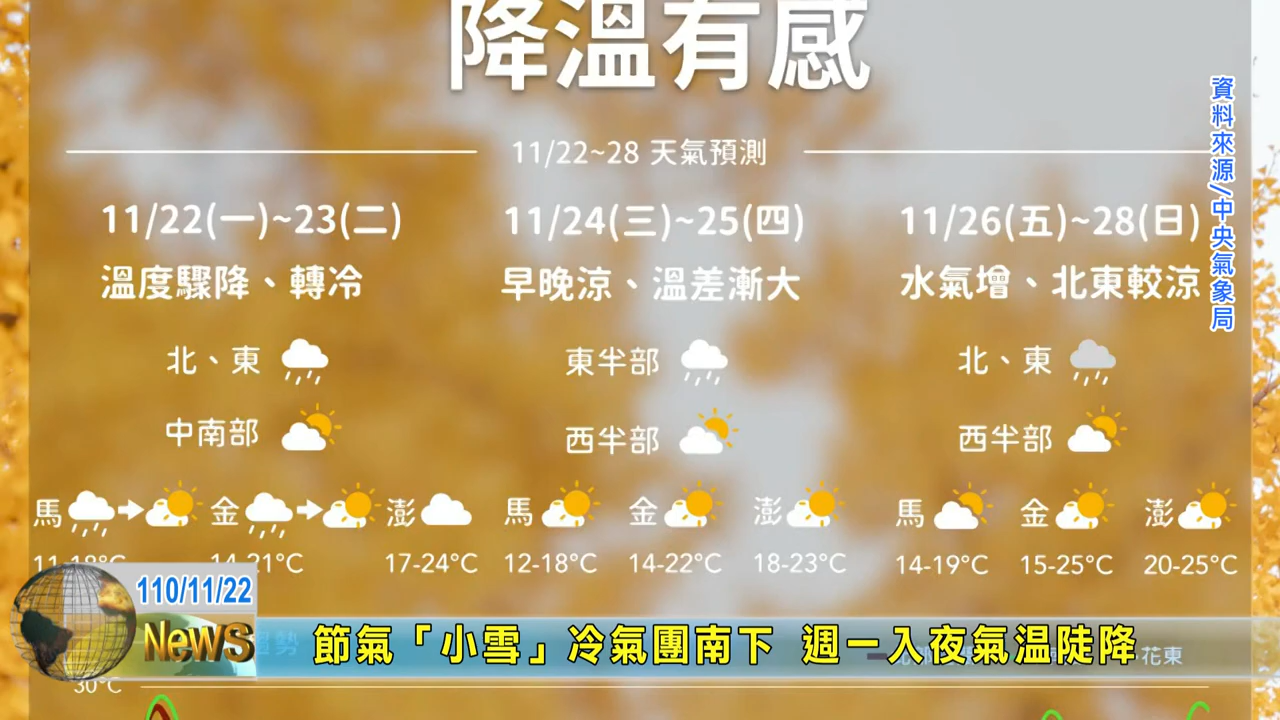 降溫有感
11/22~28 天氣預測
資料來源/中央氣象局
11/22(一)~23(二)
溫度驟降、轉冷
北、東
中南部
馬 金 澎
11-18°C 14-21°C 17-24°C
11/24(三)~25(四)
早晚涼、溫差漸大
東半部
西半部
馬 金 澎
12-18°C 14-22°C 18-23°C
11/26(五)~28(日)
水氣增、北東較涼
北、東
西半部
馬 金 澎
14-19°C 15-25°C 20-25°C
110/11/22
NewS
節氣「小雪」冷氣團南下 週一入夜氣温陡降
趨勢
花東
30°C